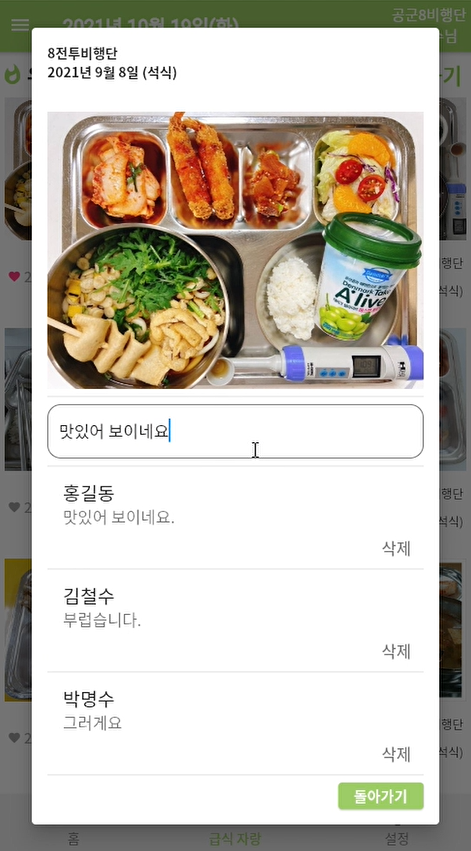 2021년 10월 19일(화)
공군8비행단
8전투비행단
2021년 9월 8일 (석식)
Denmark
A'live
맛있어 보이네요
홍길동
맛있어 보이네요.
삭제
김철수
부럽습니다.
삭제
박명수
그러게요
삭제
돌아가기
홈
급식 자랑
설정